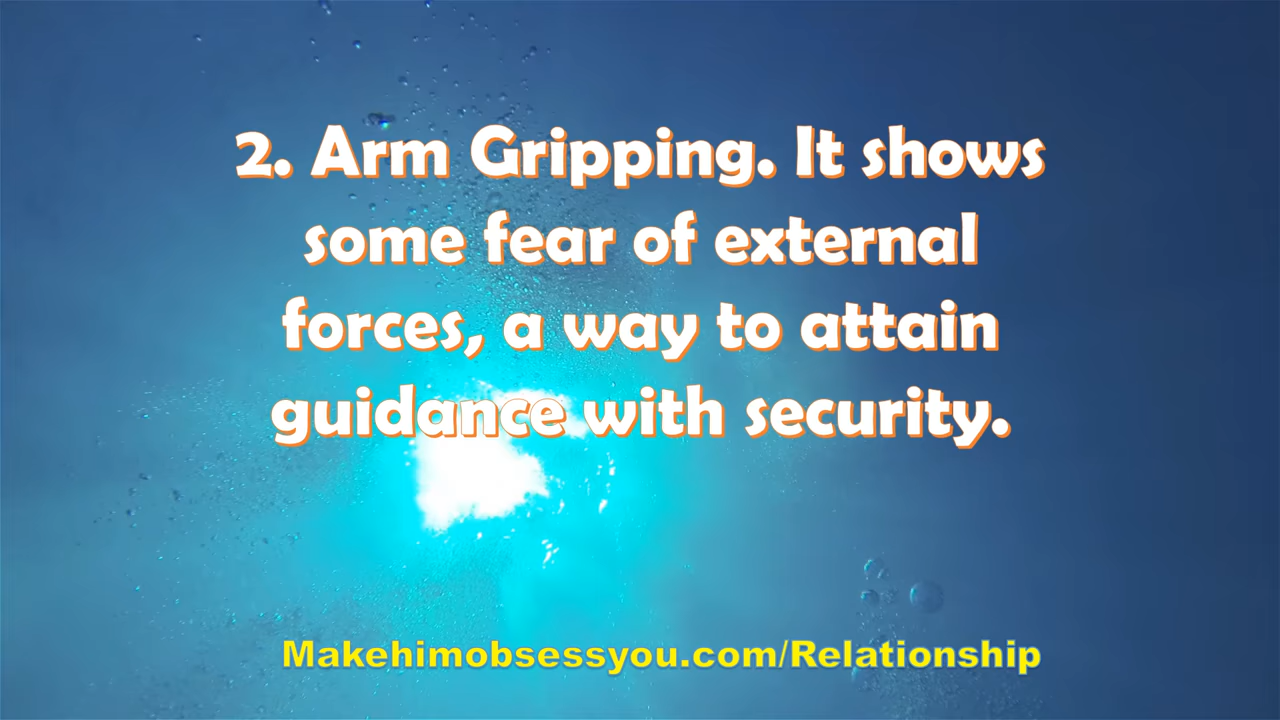 2. Arm Gripping. It shows
some fear of external
forces, a way to attain
guidance with security.
Makehimobsessyou.com/Relationship